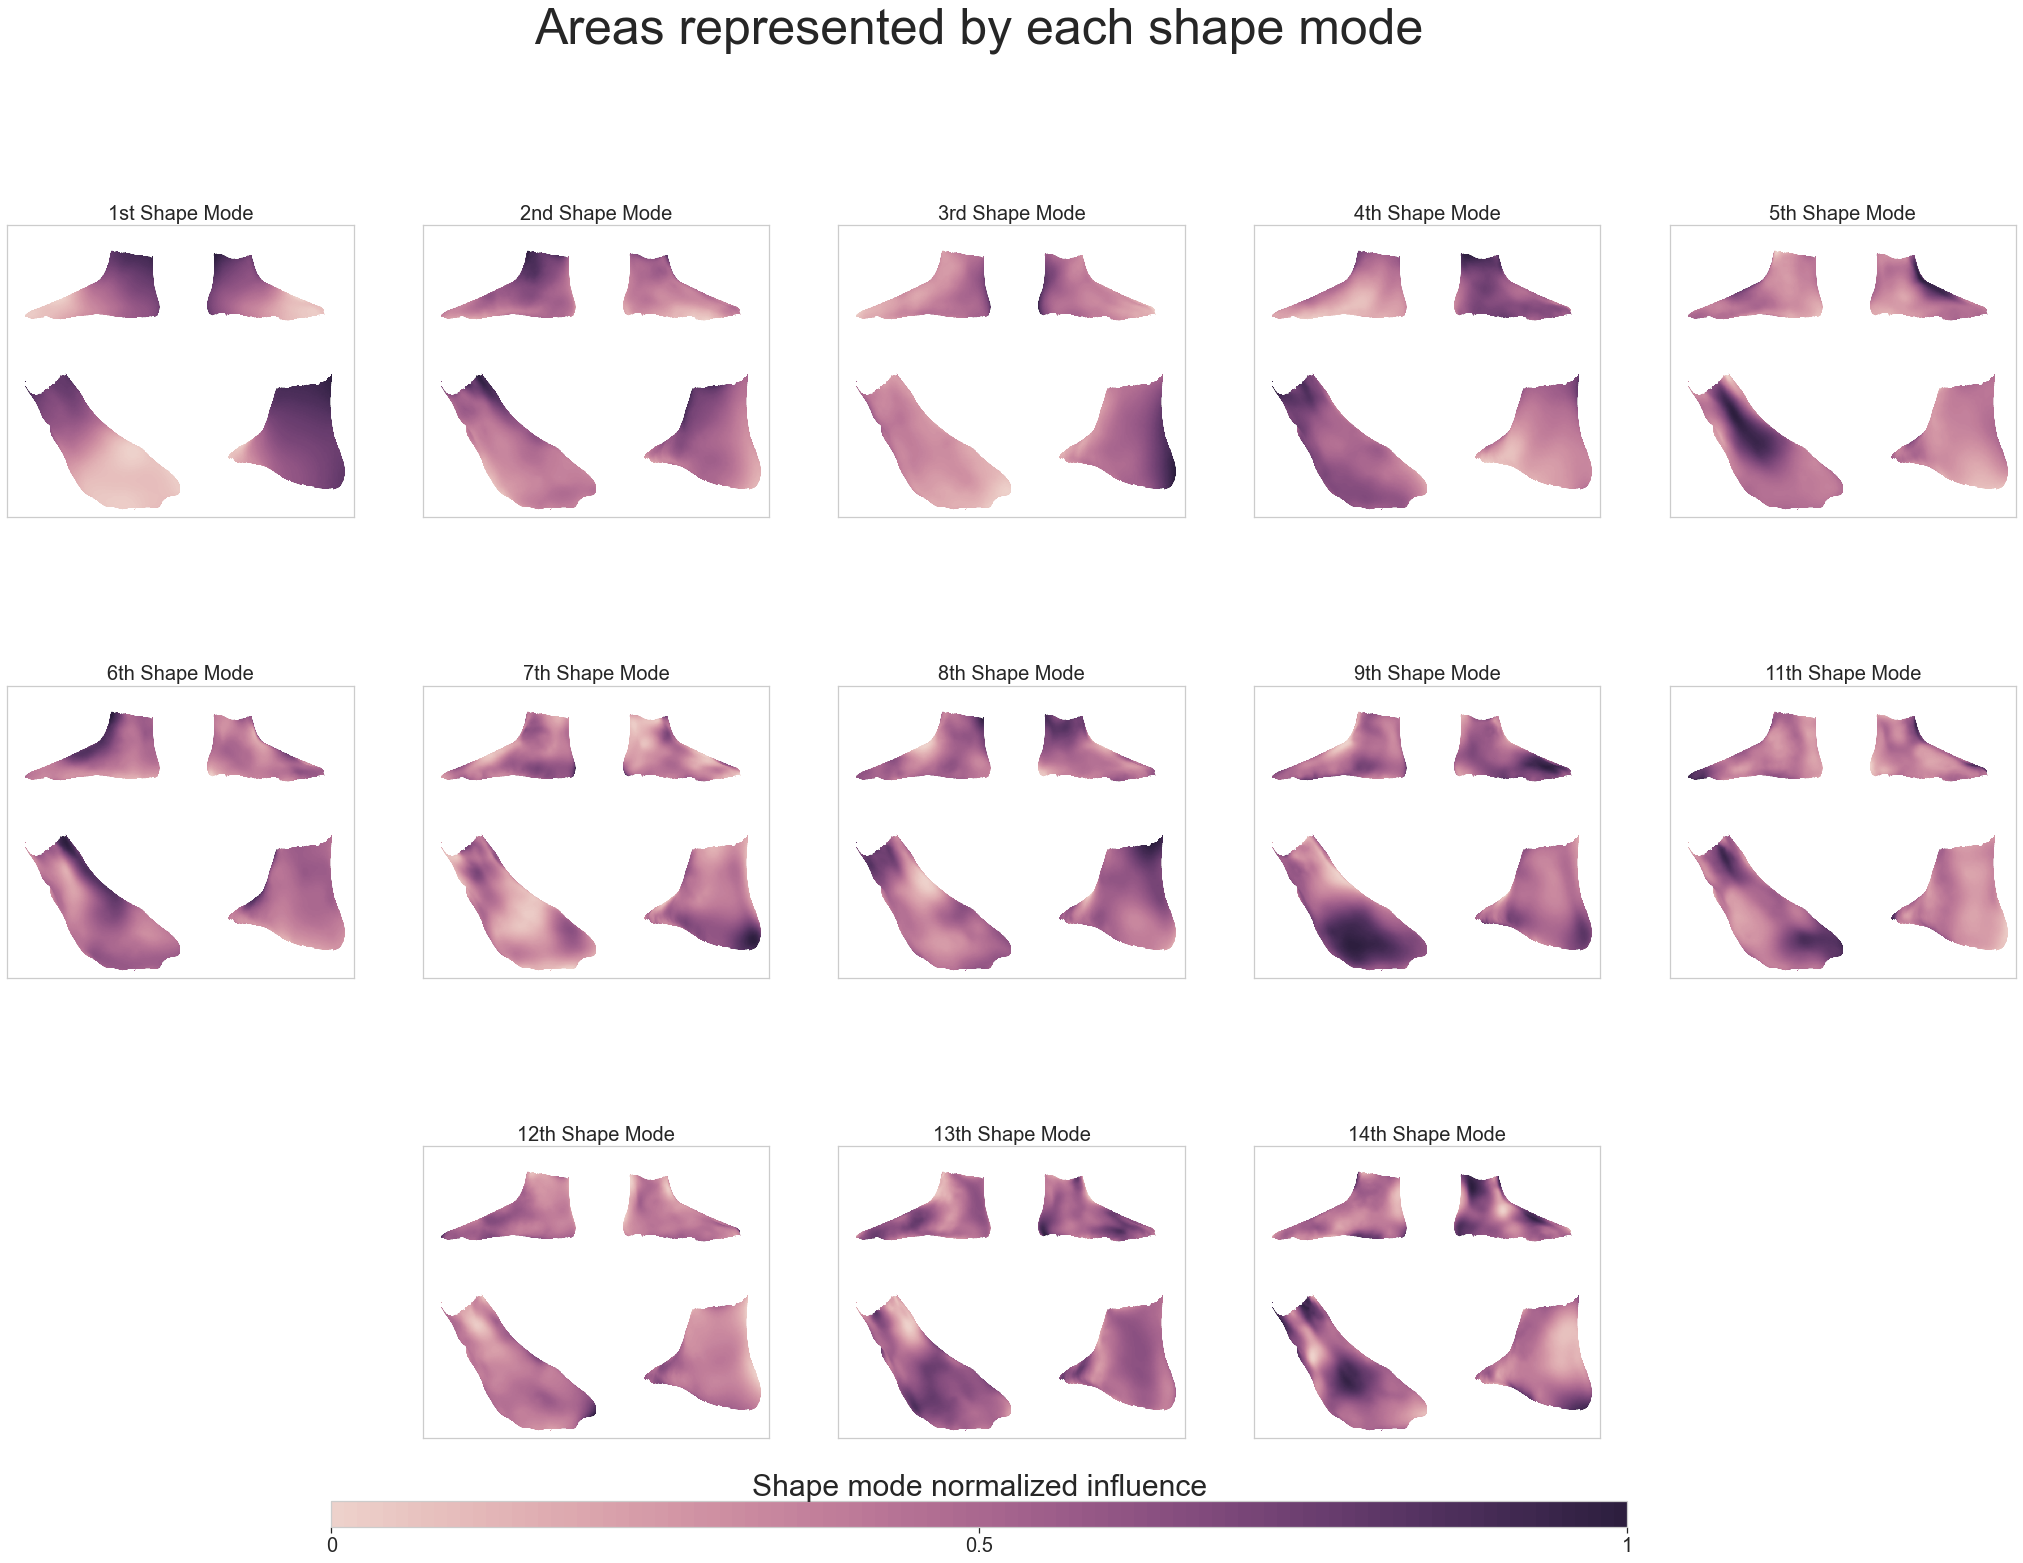 Areas represented by each shape mode
1st Shape Mode
2nd Shape Mode
3rd Shape Mode
4th Shape Mode
5th Shape Mode
6th Shape Mode
7th Shape Mode
8th Shape Mode
9th Shape Mode
11th Shape Mode
12th Shape Mode
13th Shape Mode
14th Shape Mode
Shape mode normalized influence
0
0.5
1